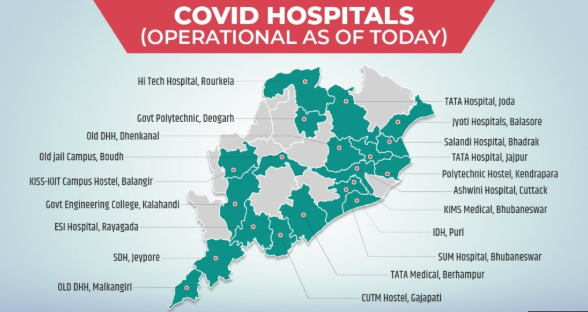 COVID HOSPITALS
(OPERATIONAL AS OF TODAY)
Hi Tech Hospital, Rourkela
Govt Polytechnic, Deogarh
Old DHH, Dhenkanal
Old Jail Campus, Boudh
KISS-KIIT Campus Hostel, Balangir
Govt Engineering College, Kalahandi
ESI Hospital, Rayagada
SDH, Jeypore
OLD DHH, Malkangiri
TATA Hospital, Joda
Jyoti Hospitals, Balasore
Salandi Hospital, Bhadrak
TATA Hospital, Jajpur
Polytechnic Hostel, Kendrapara
Ashwini Hospital, Cuttack
KIMS Medical, Bhubaneswar
IDH, Puri
SUM Hospital, Bhubaneswar
TATA Medical, Berhampur
CUTM Hostel, Gajapati